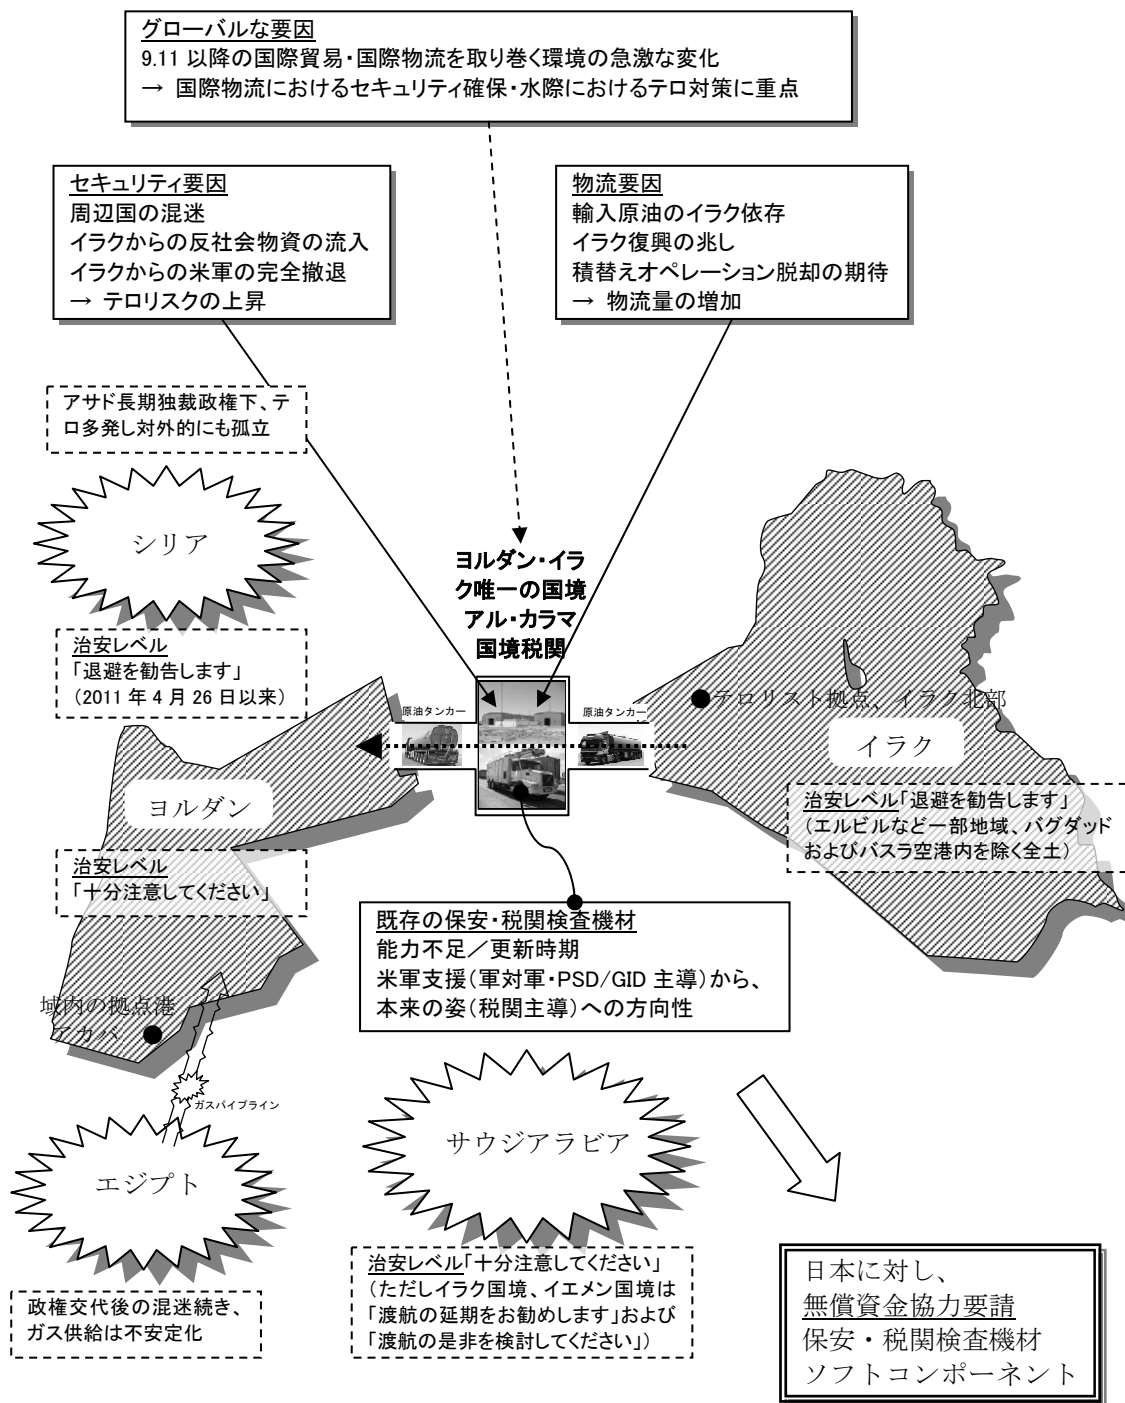 グローバルな要因
9.11 以降の国際貿易・国際物流を取り巻く環境の急激な変化
→ 国際物流におけるセキュリティ確保・水際におけるテロ対策に重点
セキュリティ要因
周辺国の混迷
イラクからの反社会物資の流入
イラクからの米軍の完全撤退
→ テロリスクの上昇
物流要因
輸入原油のイラク依存
イラク復興の兆し
積替えオペレーション脱却の期待
→ 物流量の増加
アサド長期独裁政権下、テ
ロ多発し対外的にも孤立
シリア
治安レベル
「退避を勧告します」
(2011 年 4 月 26 日以来)
ヨルダン・イラ
ク唯一の国境
アル・カラマ
国境税関
原油タンカー
原油タンカー
テロリスト拠点、イラク北部
イラク
治安レベル「退避を勧告します」
(エルビルなど一部地域、バグダッド
およびバスラ空港内を除く全土)
ヨルダン
治安レベル
「十分注意してください」
既存の保安・税関検査機材
能力不足／更新時期
米軍支援(軍対軍・PSD/GID 主導)から、
本来の姿(税関主導)への方向性
域内の拠点港
アカバ
ガスパイプライン
エジプト
政権交代後の混迷続き、
ガス供給は不安定化
サウジアラビア
治安レベル「十分注意してください」
(ただしイラク国境、イエメン国境は
「渡航の延期をお勧めします」および
「渡航の是非を検討してください」)
日本に対し、
無償資金協力要請
保安・税関検査機材
ソフトコンポーネント